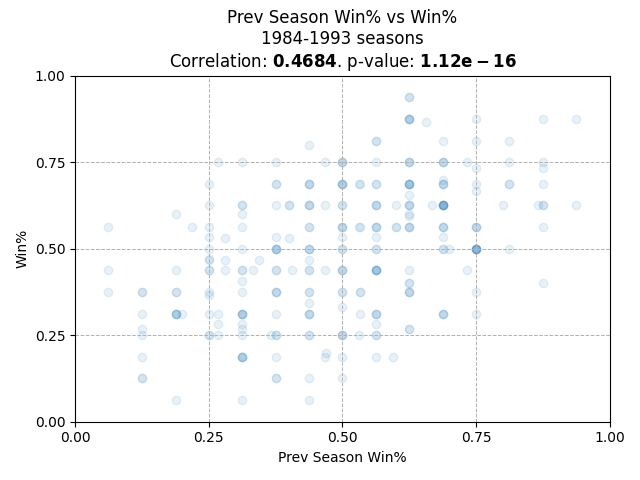 Prev Season Win% vs Win%
1984-1993 seasons
Correlation: 0.4684. p-value: 1.12e − 16
1.00
0.75
0.50
0.25
0.00
Win%
0.00 0.25 0.50 0.75 1.00
Prev Season Win%